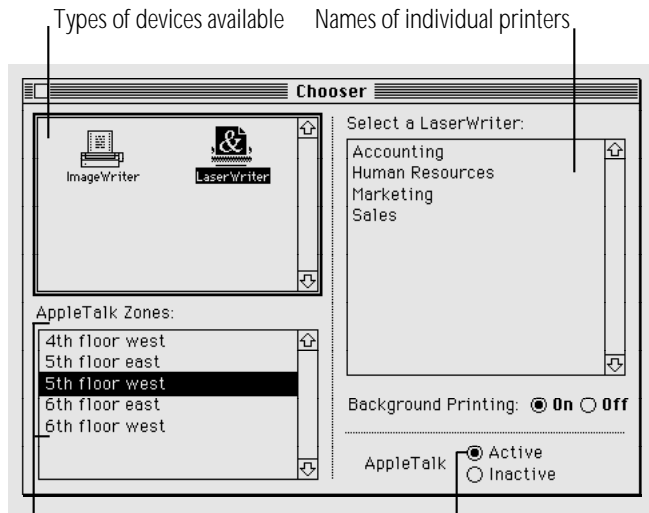 Types of devices available
Names of individual printers
Chooser
ImageWriter
LaserWriter
AppleTalk Zones:
4th floor west
5th floor east
5th floor west
6th floor east
6th floor west
Select a LaserWriter:
Accounting
Human Resources
Marketing
Sales
Background Printing: On Off
AppleTalk
Active
Inactive